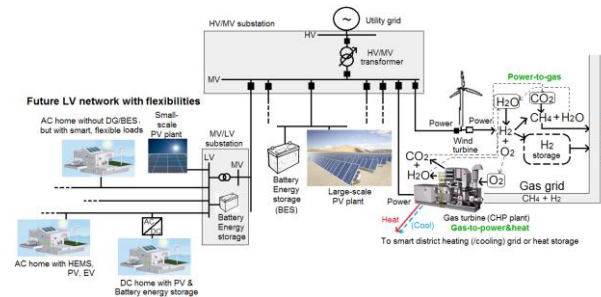 HV/MV substation
Utility grid
HV
HV/MV
transformer
MV
Future LV network with flexibilities
AC home without DG/BES,
but with smart, flexible loads
Small-
scale
PV plant
MV/LV
substation
LV
MV
Battery
Energy
storage
Battery
Energy storage
(BES)
Large-scale
PV plant
AC
DC
AC home with HEMS,
PV, EV
DC home with PV &
Battery energy storage
Power-to-gas
Power
Power
Wind
turbine
H2O
CO2
CH4 + H2O
H2
+
O2
H2
storage
CO2
+
H2O
O2
Gas grid
CH4 + H2
Power
Heat
(Cool)
Gas turbine (CHP plant)
Gas-to-power&heat
To smart district heating (/cooling) grid or heat storage